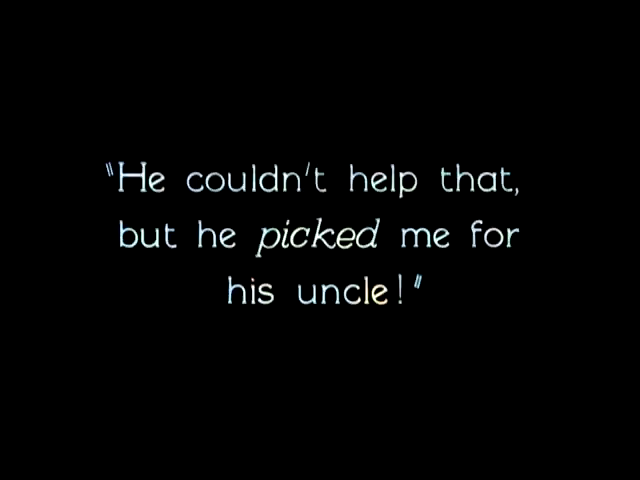 "He couldn't help that,
but he picked me for
his uncle!"